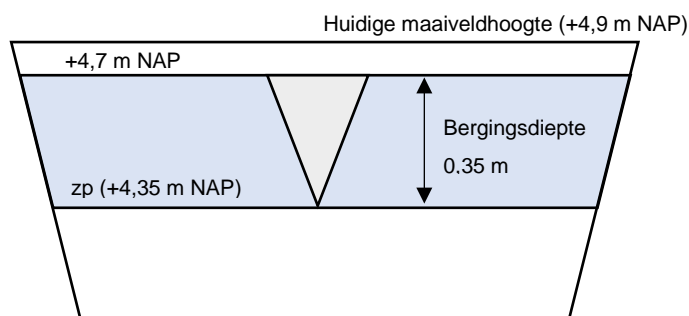 Huidige maaiveldhoogte (+4,9 m NAP)
+4,7 m NAP
Bergingsdiepte
0,35 m
zp (+4,35 m NAP)